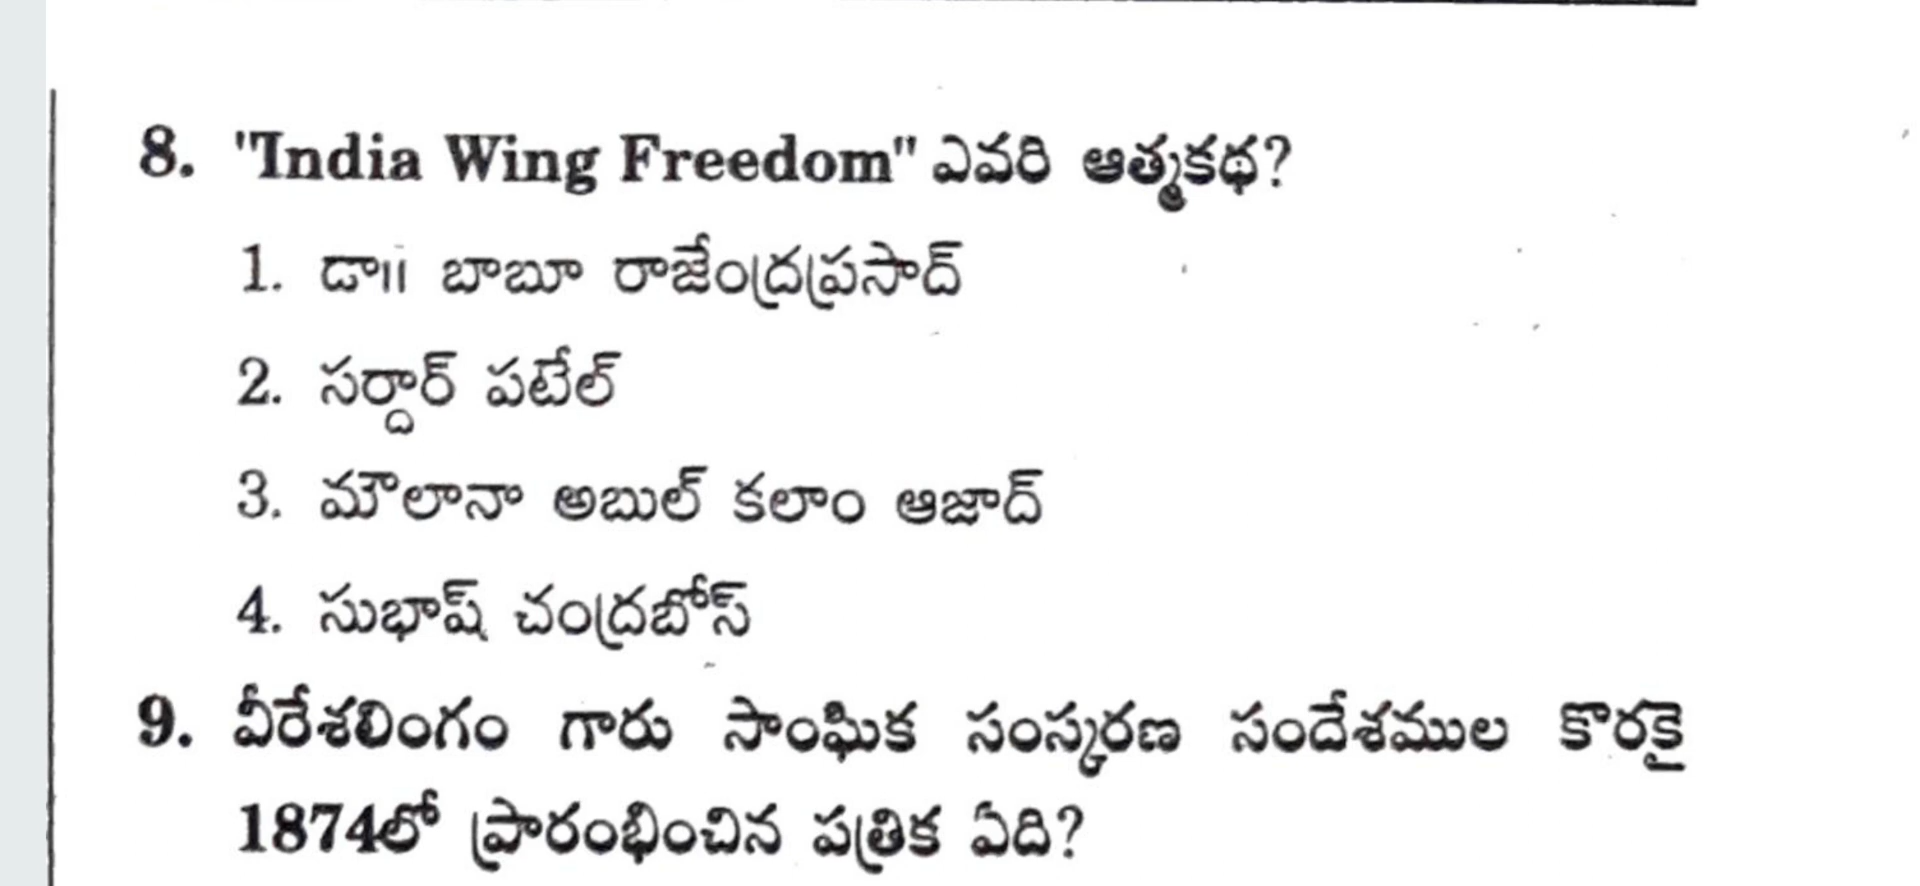 8. "India Wing Freedom" ఎవరి ఆత్మకథ?
1. డా॥ బాబూ రాజేంద్రప్రసాద్
2. సర్దార్ పటేల్
3. మౌలానా అబుల్ కలాం ఆజాద్
4. సుభాష్ చంద్రబోస్
9. వీరేశలింగం గారు సాంఘిక సంస్కరణ సందేశముల కొరకై
1874లో ప్రారంభించిన పత్రిక ఏది?